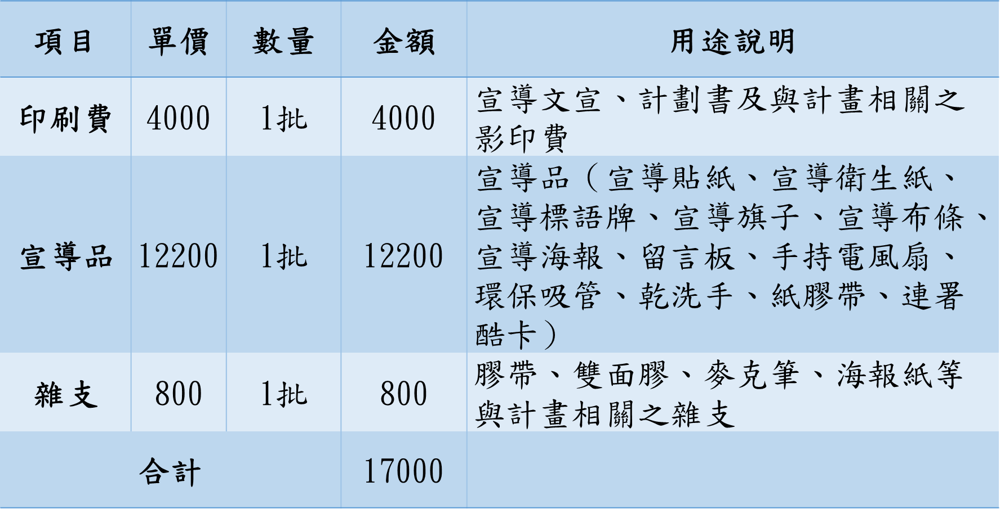 項目 單價 數量 金額 用途說明
印刷費 4000 1批 4000 宣導文宣、計劃書及與計畫相關之
影印費
宣導品 12200 1批 12200 宣導品（宣導貼紙、宣導衛生紙、
宣導標語牌、宣導旗子、宣導布條、
宣導海報、留言板、手持電風扇、
環保吸管、乾洗手、紙膠帶、連署
酷卡）
雜支 800 1批 800 膠帶、雙面膠、麥克筆、海報紙等
與計畫相關之雜支
合計 17000